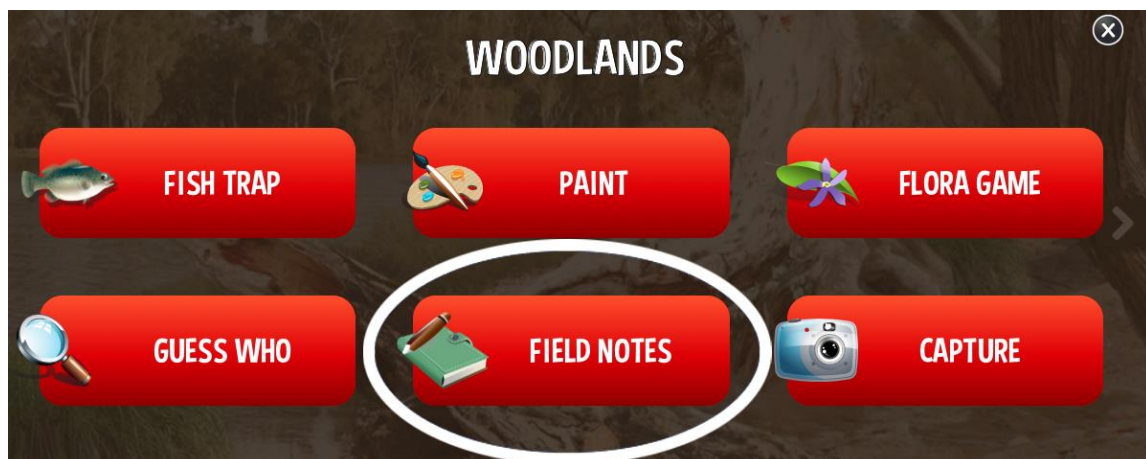 WOODLANDS
FISH TRAP
PAINT
FLORA GAME
GUESS WHO
FIELD NOTES
CAPTURE